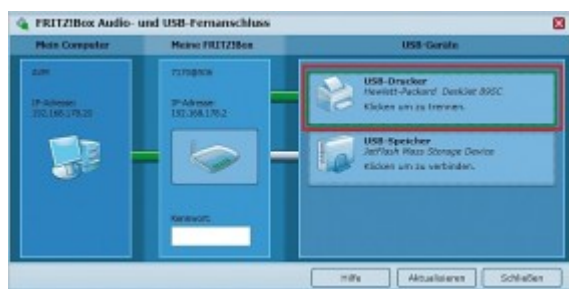 FRITZ!Box Audio- und USB-Fernanschluss
Mein Computer
Meine FRITZ!Box
USB-Geräte
IP-Adresse:
192.168.178.20
IP-Adresse:
192.168.178.2
Kennwort:
USB-Drucker
Hewlett-Packard DeskJet 895C
Klicken um zu trennen.
USB-Speicher
JetFlash Mass Storage Device
Klicken um zu verbinden.
Hilfe
Aktualisieren
Schließen